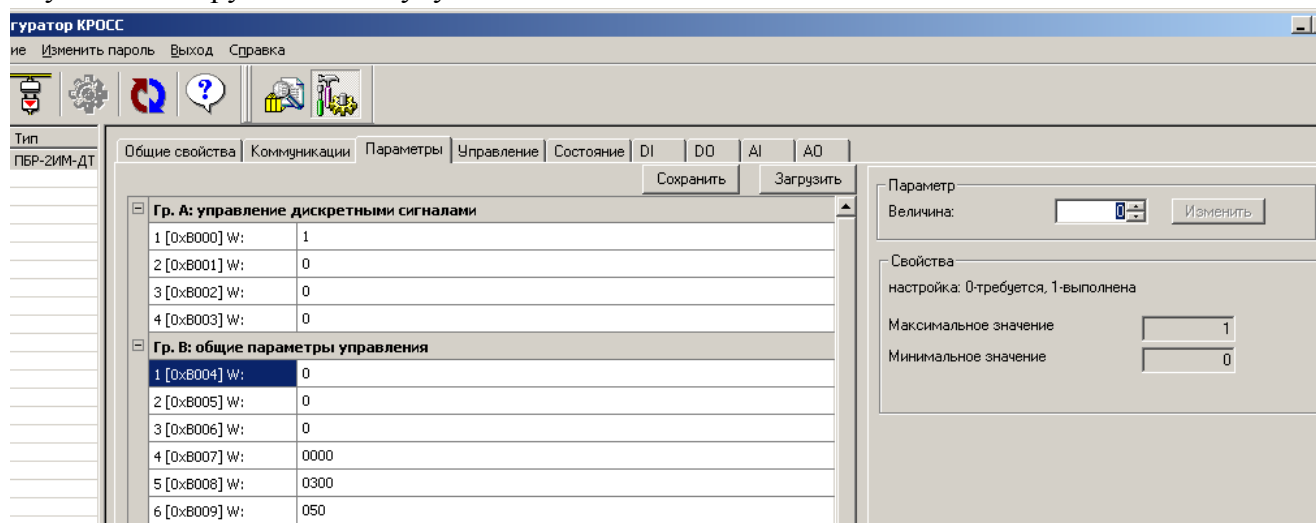 гуратор КРОСС
ие Изменить пароль Выход Справка
Тип
ПБР-2ИМ-ДТ
Общие свойства Коммуникации Параметры Управление Состояние DI DO AI AO
Сохранить Загрузить
Гр. A: управление дискретными сигналами
1 [0xB000] W: 1
2 [0xB001] W: 0
3 [0xB002] W: 0
4 [0xB003] W: 0
Гр. B: общие параметры управления
1 [0xB004] W: 0
2 [0xB005] W: 0
3 [0xB006] W: 0
4 [0xB007] W: 0000
5 [0xB008] W: 0300
6 [0xB009] W: 050
Параметр
Величина: 0 Изменить
Свойства
настройка: 0-требуется, 1-выполнена
Максимальное значение 1
Минимальное значение 0